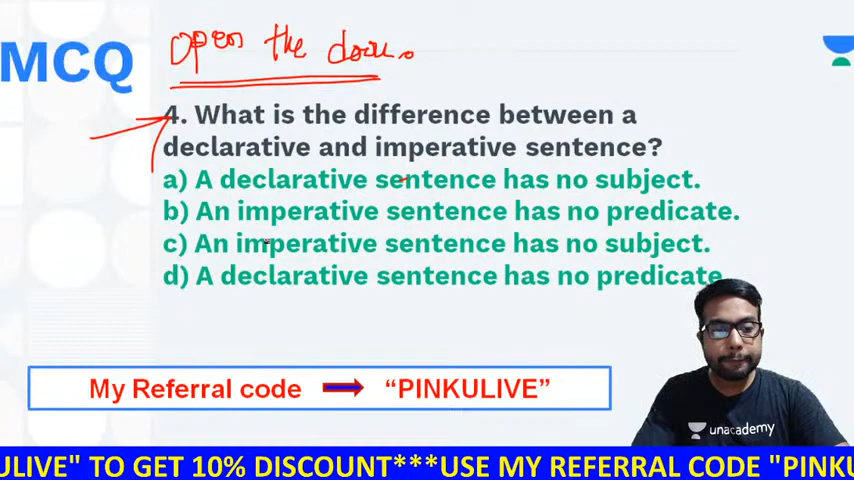 Open the door.
MCQ
4. What is the difference between a
declarative and imperative sentence?
a) A declarative sentence has no subject.
b) An imperative sentence has no predicate.
c) An imperative sentence has no subject.
d) A declarative sentence has no predicate
My Referral code "PINKULIVE"
unacademy
ULIVE" TO GET 10% DISCOUNT***USE MY REFERRAL CODE "PINKU